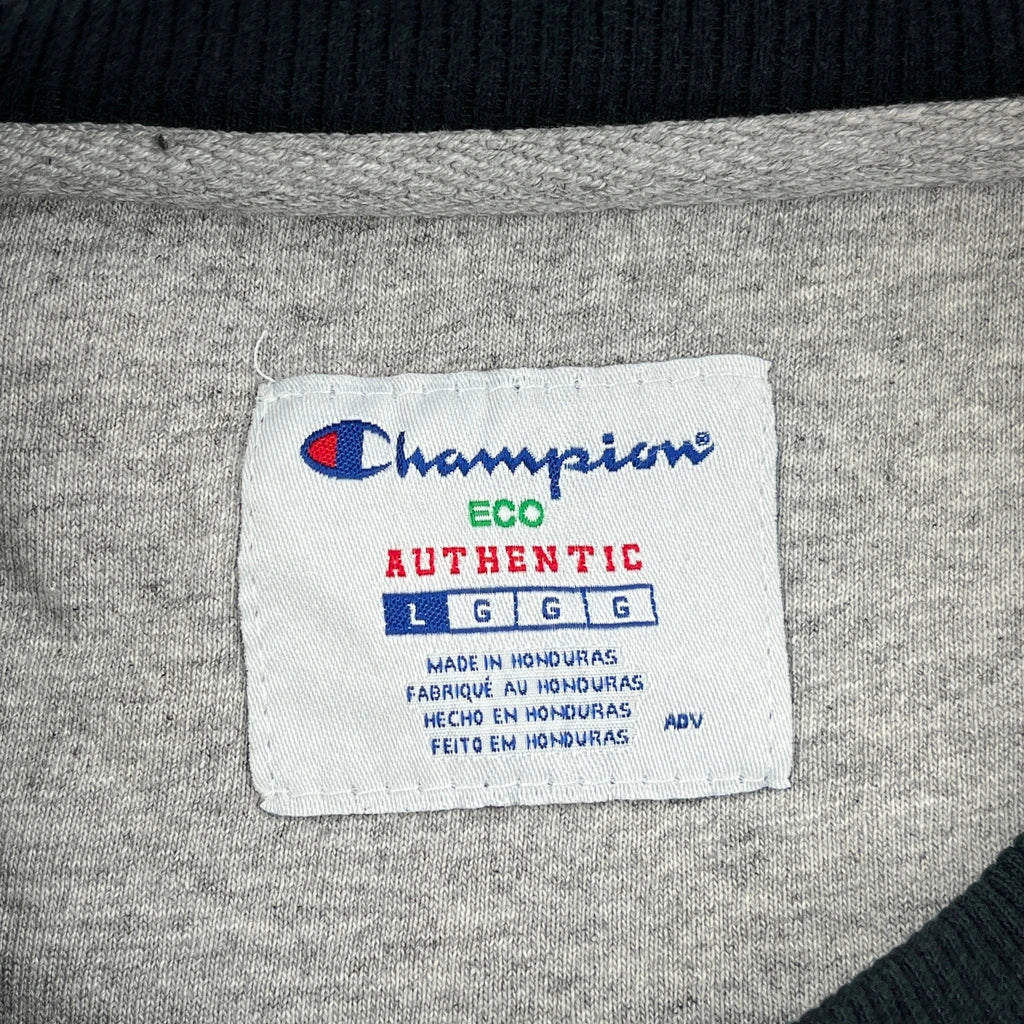 Champion®
ECO
AUTHENTIC
L G G G
MADE IN HONDURAS
FABRIQUÉ AU HONDURAS
HECHO EN HONDURAS
FEITO EM HONDURAS
ADV